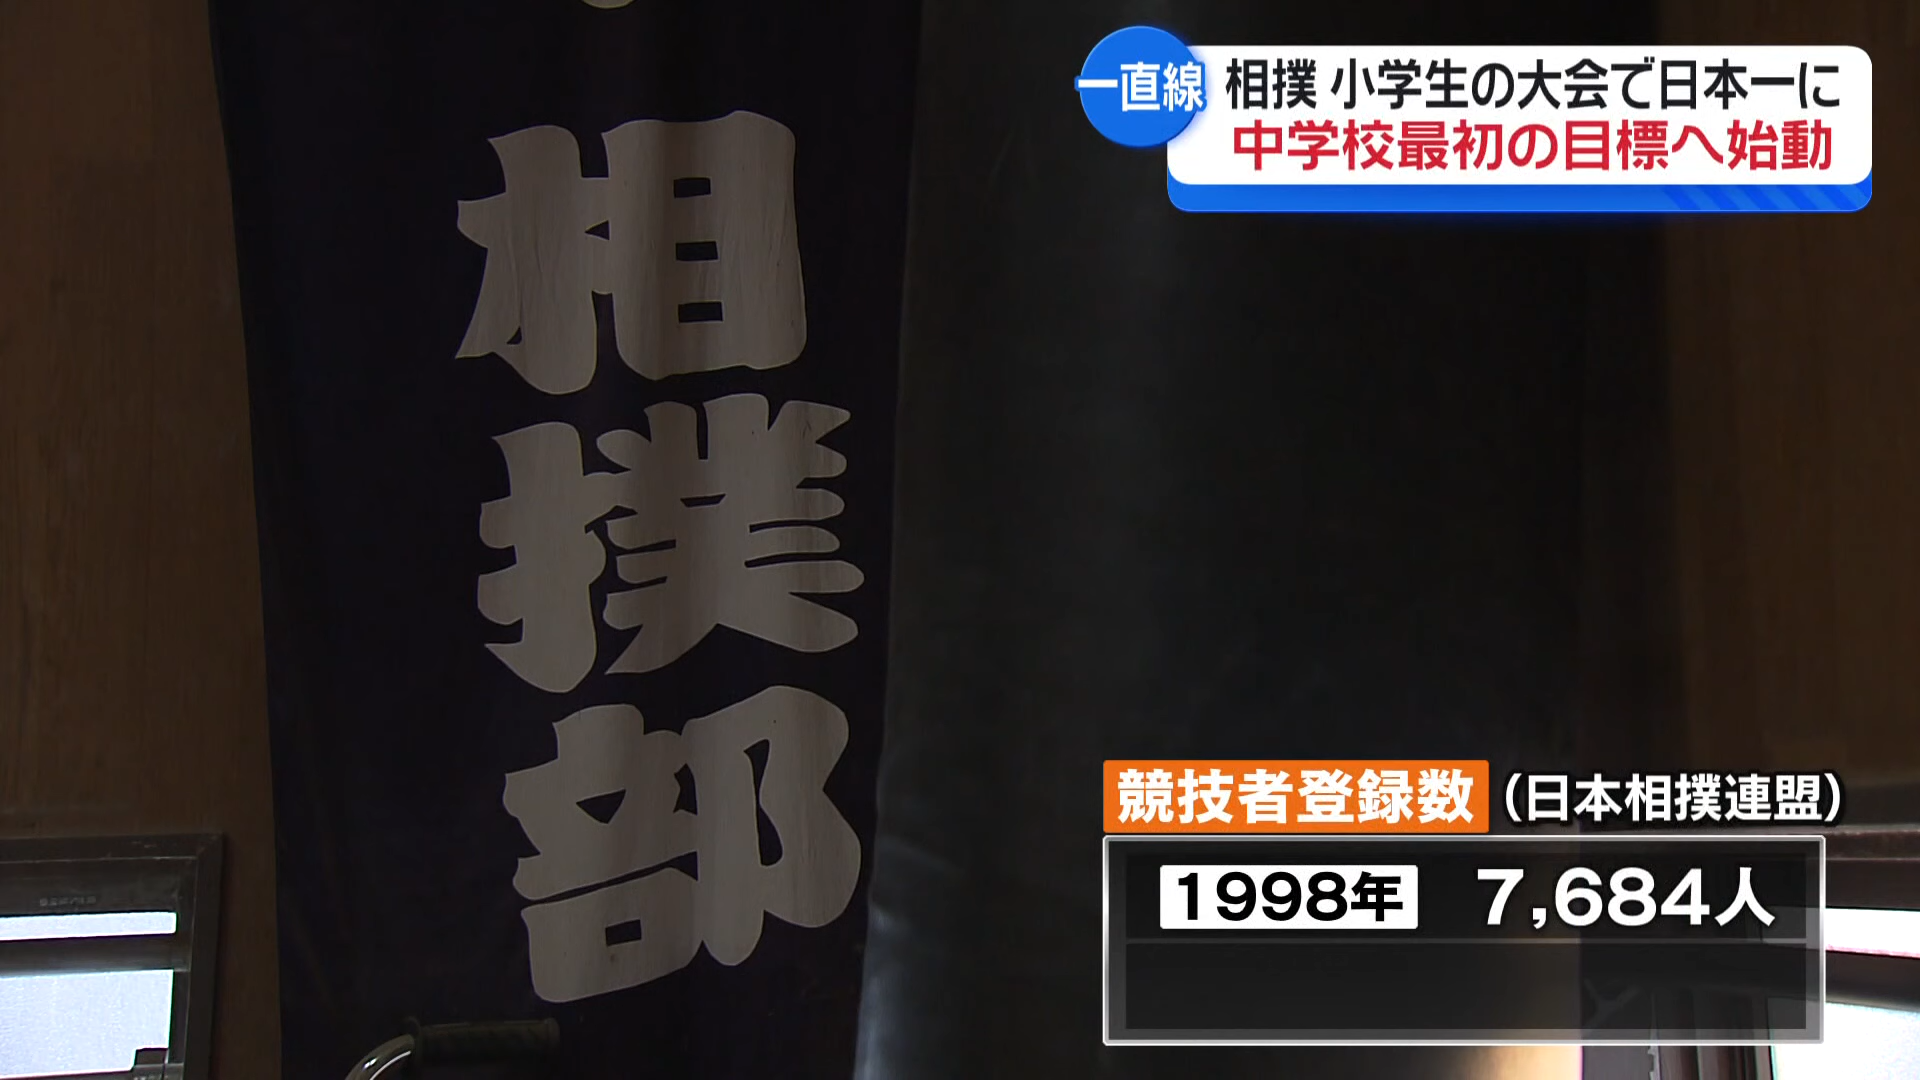 一直線
相撲 小学生の大会で日本一に
中学校最初の目標へ始動
相撲部
競技者登録数 (日本相撲連盟)
1998年 7,684人